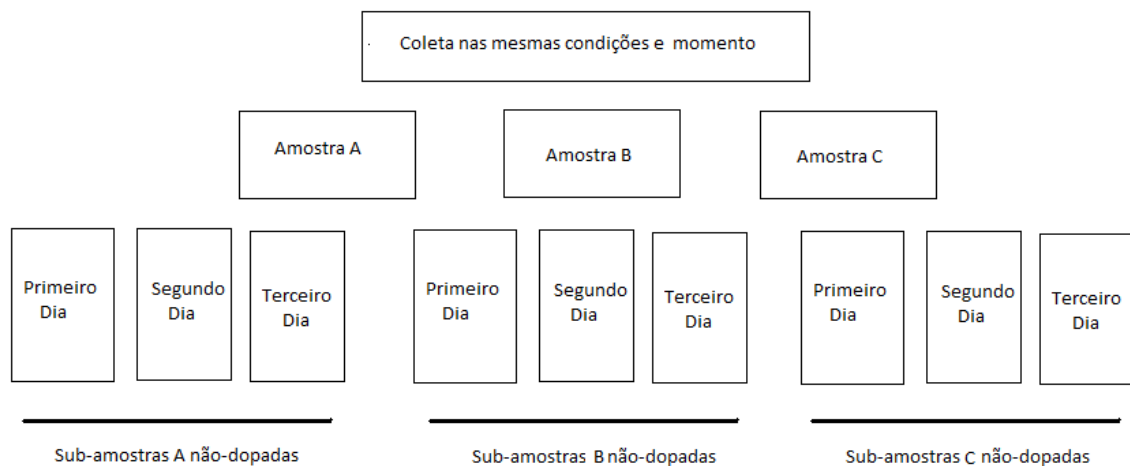 Coleta nas mesmas condições e momento
Amostra A
Amostra B
Amostra C
Primeiro
Dia
Segundo
Dia
Terceiro
Dia
Primeiro
Dia
Segundo
Dia
Terceiro
Dia
Primeiro
Dia
Segundo
Dia
Terceiro
Dia
Sub-amostras A não-dopadas
Sub-amostras B não-dopadas
Sub-amostras C não-dopadas